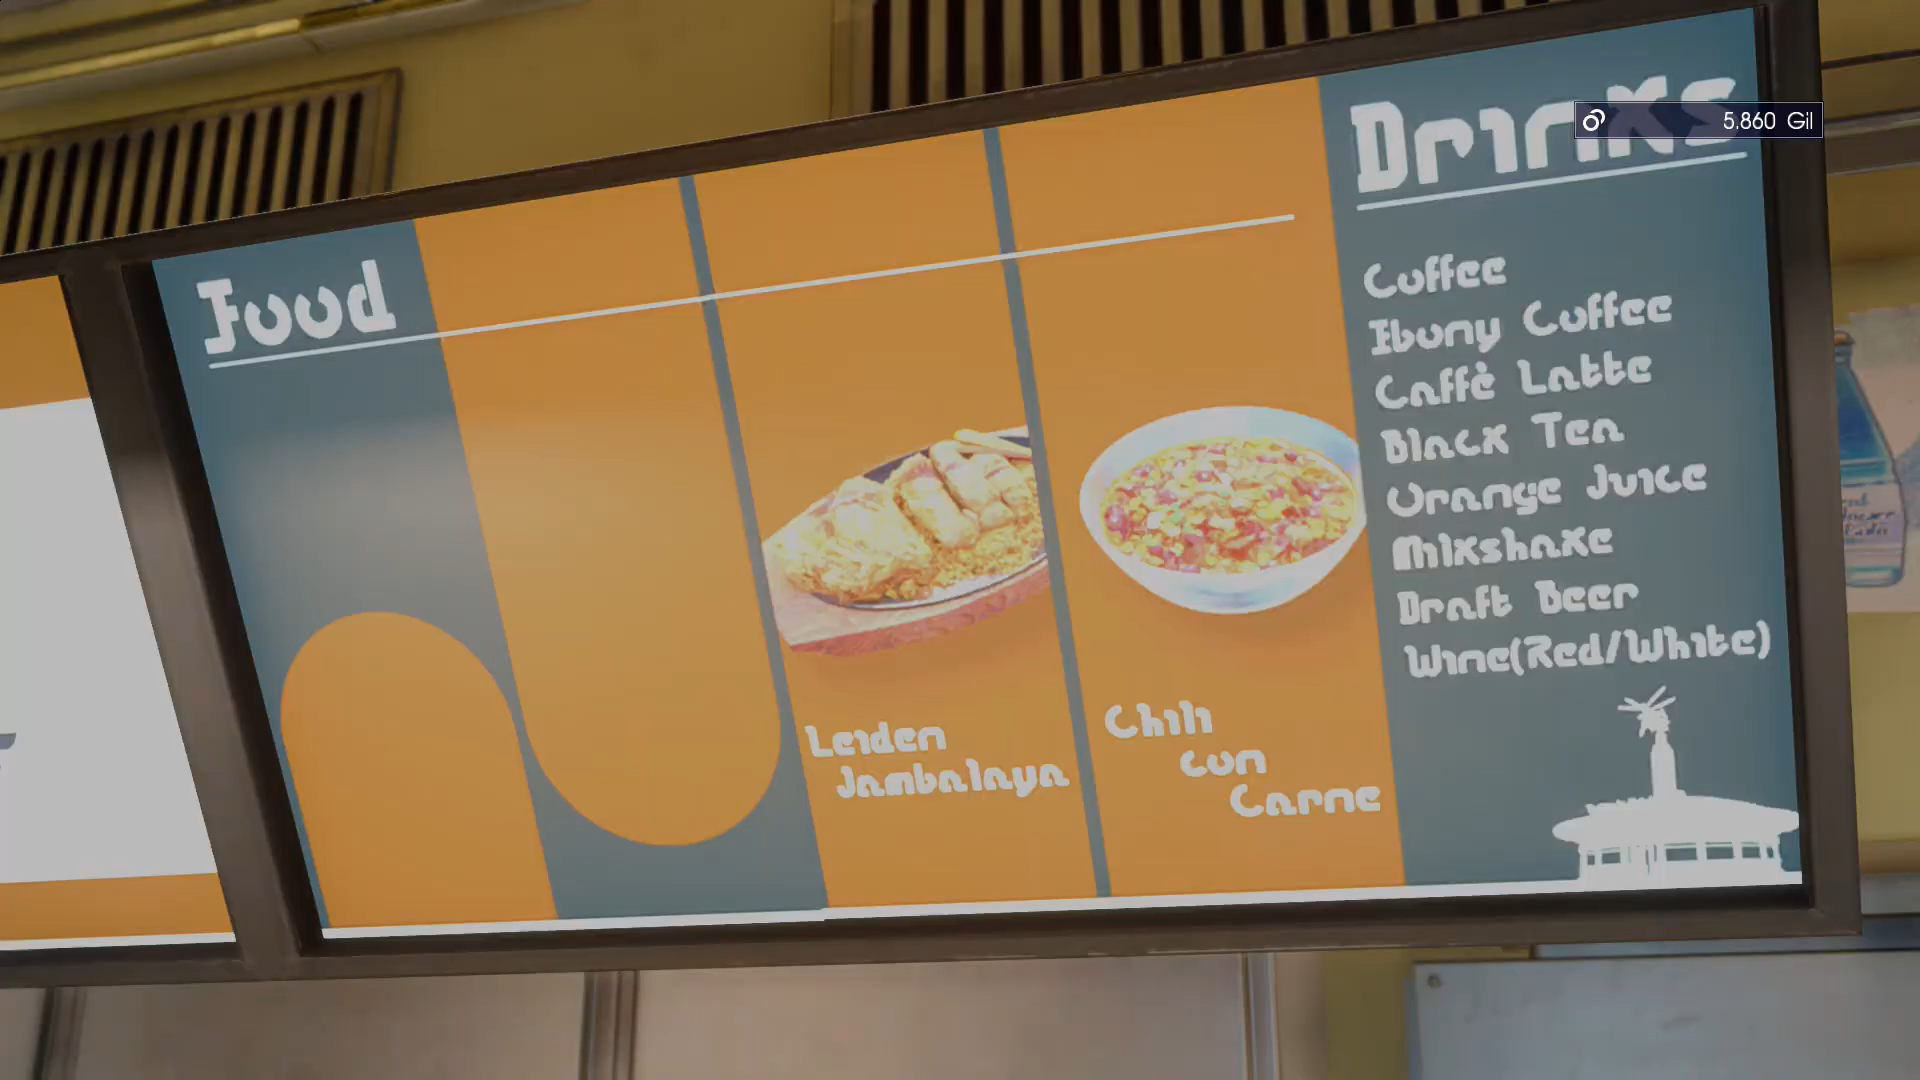 Food
Leiden
Jambalaya
Chili
con
Carne
Drinks
5,860 Gil
Coffee
Ebony Coffee
Caffè Latte
Black Tea
Orange Juice
Milkshake
Draft Beer
Wine(Red/White)